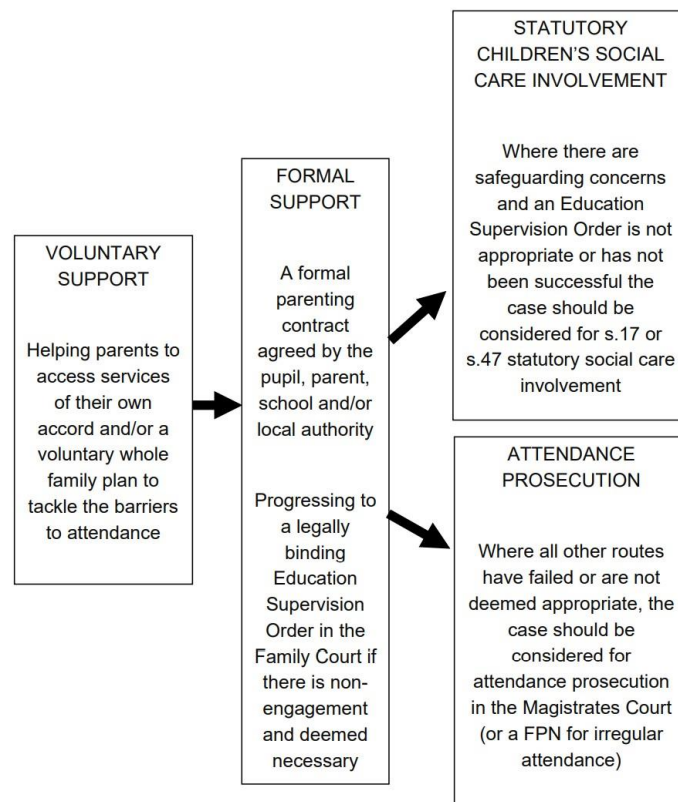 VOLUNTARY
SUPPORT
Helping parents to
access services
of their own
accord and/or a
voluntary whole
family plan to
tackle the barriers
to attendance
FORMAL
SUPPORT
A formal
parenting
contract
agreed by the
pupil, parent,
school and/or
local authority
Progressing to
a legally
binding
Education
Supervision
Order in the
Family Court if
there is non-
engagement
and deemed
necessary
STATUTORY
CHILDREN’S SOCIAL
CARE INVOLVEMENT
Where there are
safeguarding concerns
and an Education
Supervision Order is not
appropriate or has not
been successful the
case should be
considered for s.17 or
s.47 statutory social care
involvement
ATTENDANCE
PROSECUTION
Where all other routes
have failed or are not
deemed appropriate, the
case should be
considered for
attendance prosecution
in the Magistrates Court
(or a FPN for irregular
attendance)